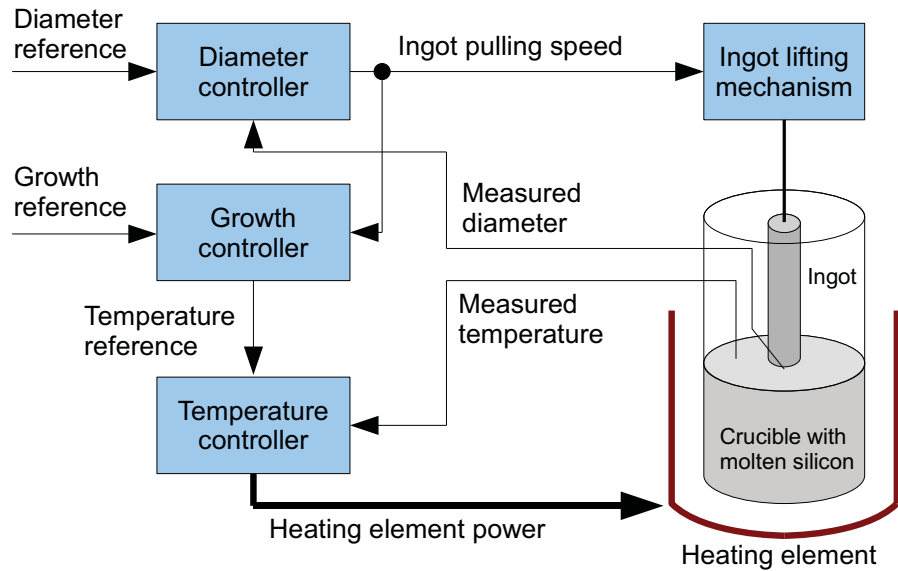 Diameter
reference
Diameter
controller
Ingot pulling speed
Ingot lifting
mechanism
Growth
reference
Growth
controller
Measured
diameter
Ingot
Temperature
reference
Measured
temperature
Temperature
controller
Crucible with
molten silicon
Heating element power
Heating element